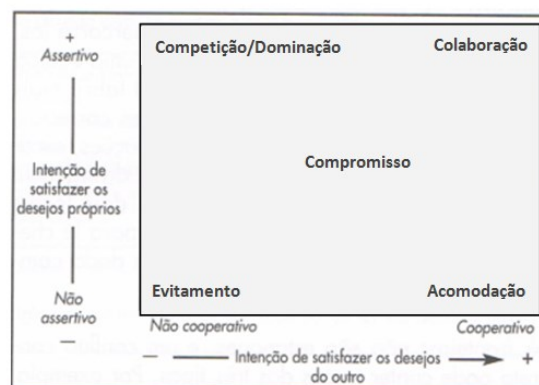 +
Assertivo
Intenção de
satisfazer os
desejos próprios
Não
assertivo
—
Competição/Dominação
Colaboração
Compromisso
Evitamento
Acomodação
Não cooperativo
Cooperativo
— Intenção de satisfazer os desejos +
do outro